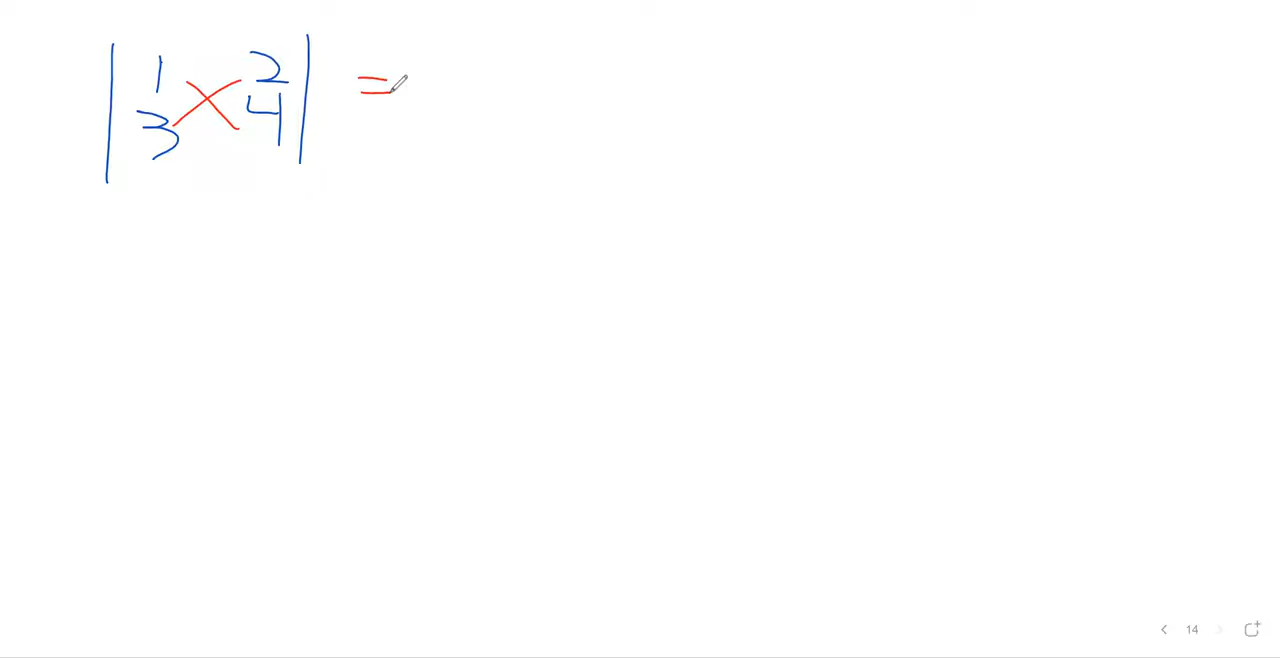 | 1 2 | =
| 3 4 |
14